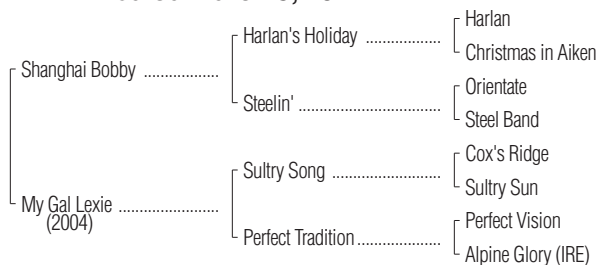 Harlan
Harlan's Holiday ..................
Christmas in Aiken
Shanghai Bobby ..................
Orientate
Steelin' ..................................
Steel Band
Cox's Ridge
Sultry Song ..........................
Sultry Sun
My Gal Lexie ........................
(2004)
Perfect Vision
Perfect Tradition ....................
Alpine Glory (IRE)